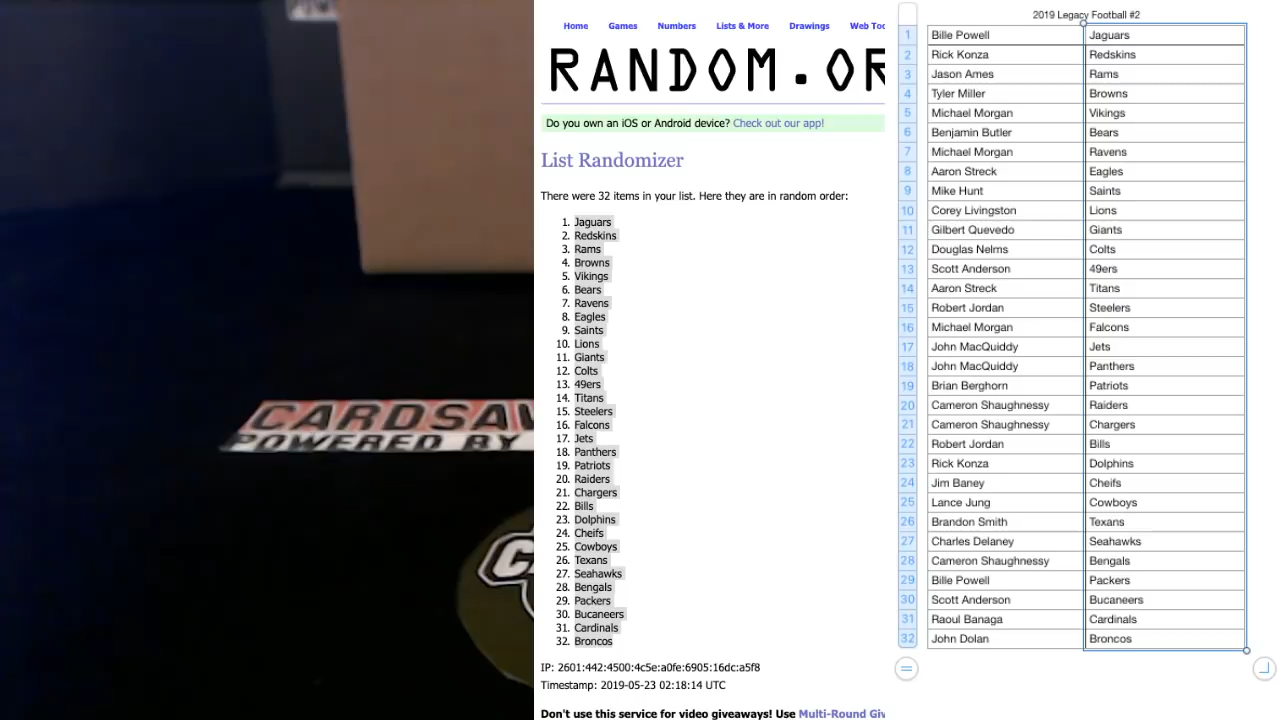 CARDSAV
POWERED BY
Home Games Numbers Lists & More Drawings Web Too
RANDOM.OR
Do you own an iOS or Android device? Check out our app!
List Randomizer
There were 32 items in your list. Here they are in random order:
1. Jaguars
2. Redskins
3. Rams
4. Browns
5. Vikings
6. Bears
7. Ravens
8. Eagles
9. Saints
10. Lions
11. Giants
12. Colts
13. 49ers
14. Titans
15. Steelers
16. Falcons
17. Jets
18. Panthers
19. Patriots
20. Raiders
21. Chargers
22. Bills
23. Dolphins
24. Cheifs
25. Cowboys
26. Texans
27. Seahawks
28. Bengals
29. Packers
30. Bucaneers
31. Cardinals
32. Broncos
IP: 2601:442:4500:4c5e:a0fe:6905:16dc:a5f8
Timestamp: 2019-05-23 02:18:14 UTC
Don't use this service for video giveaways! Use Multi-Round Giv
2019 Legacy Football #2
1 Bille Powell Jaguars
2 Rick Konza Redskins
3 Jason Ames Rams
4 Tyler Miller Browns
5 Michael Morgan Vikings
6 Benjamin Butler Bears
7 Michael Morgan Ravens
8 Aaron Streck Eagles
9 Mike Hunt Saints
10 Corey Livingston Lions
11 Gilbert Quevedo Giants
12 Douglas Nelms Colts
13 Scott Anderson 49ers
14 Aaron Streck Titans
15 Robert Jordan Steelers
16 Michael Morgan Falcons
17 John MacQuiddy Jets
18 John MacQuiddy Panthers
19 Brian Berghorn Patriots
20 Cameron Shaughnessy Raiders
21 Cameron Shaughnessy Chargers
22 Robert Jordan Bills
23 Rick Konza Dolphins
24 Jim Baney Cheifs
25 Lance Jung Cowboys
26 Brandon Smith Texans
27 Charles Delaney Seahawks
28 Cameron Shaughnessy Bengals
29 Bille Powell Packers
30 Scott Anderson Bucaneers
31 Raoul Banaga Cardinals
32 John Dolan Broncos